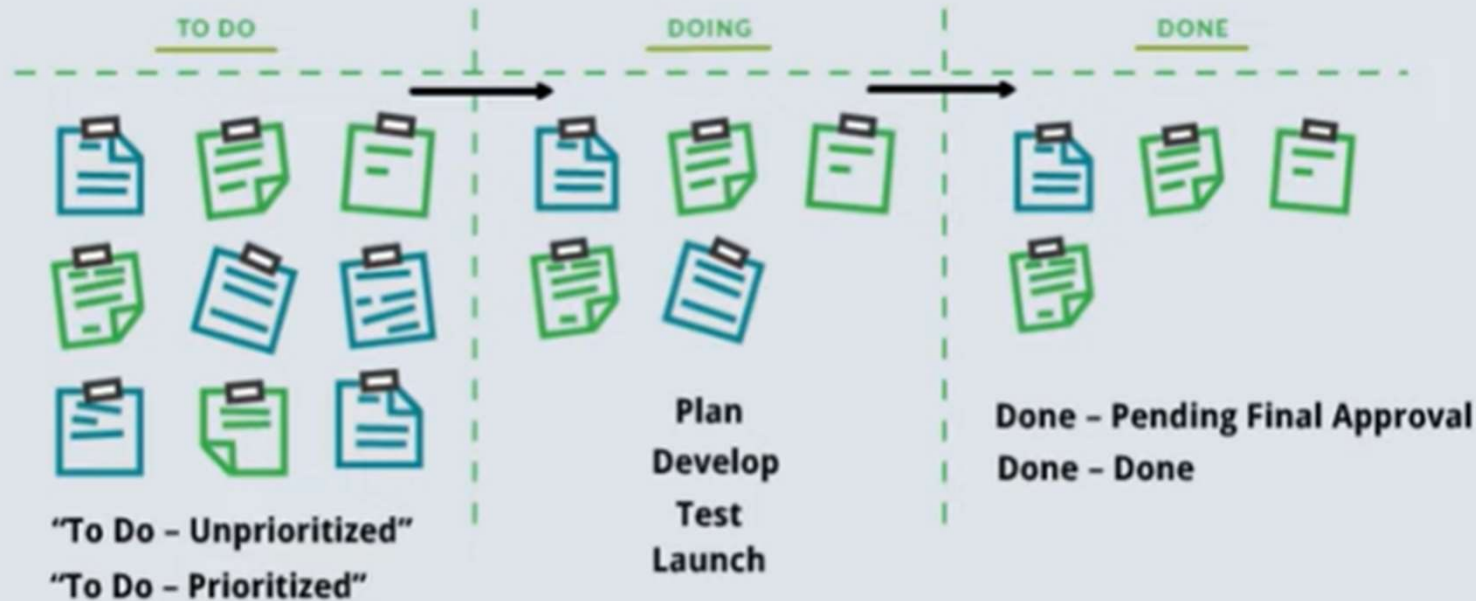 TO DO
DOING
DONE
“To Do – Unprioritized”
“To Do – Prioritized”
Plan
Develop
Test
Launch
Done – Pending Final Approval
Done – Done